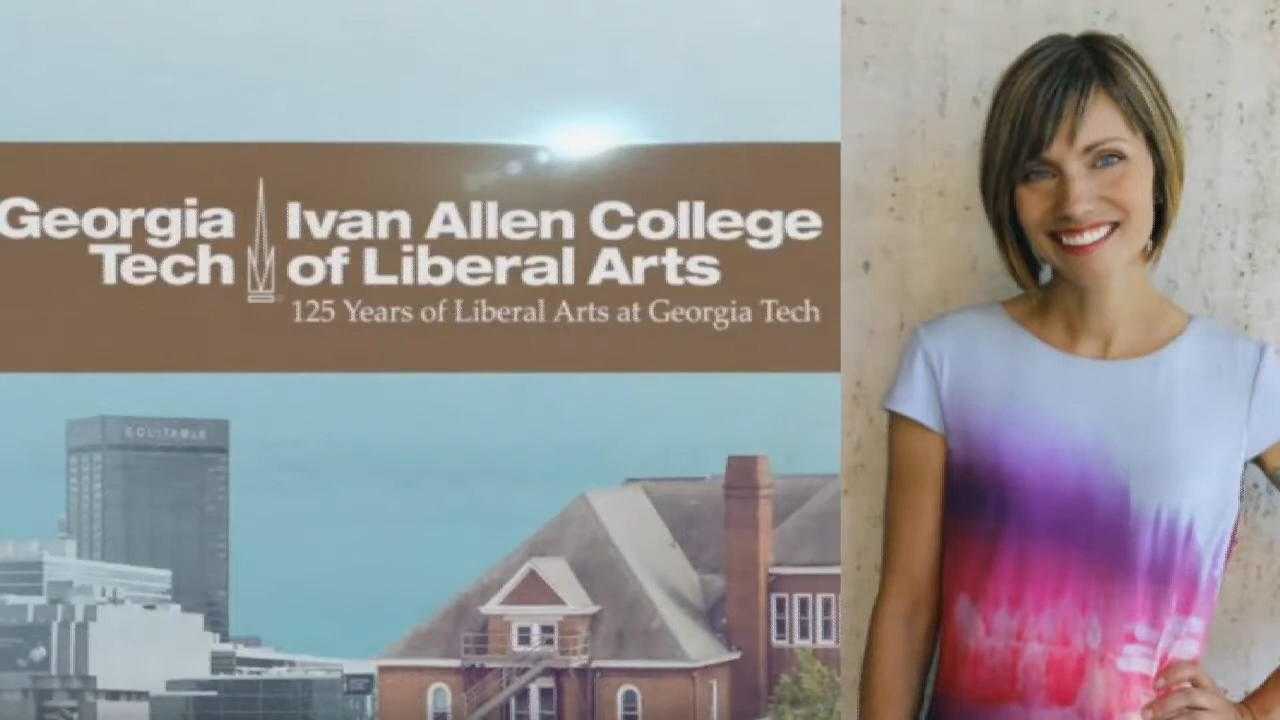 Georgia
Tech
Ivan Allen College
of Liberal Arts
125 Years of Liberal Arts at Georgia Tech
EQUITABLE